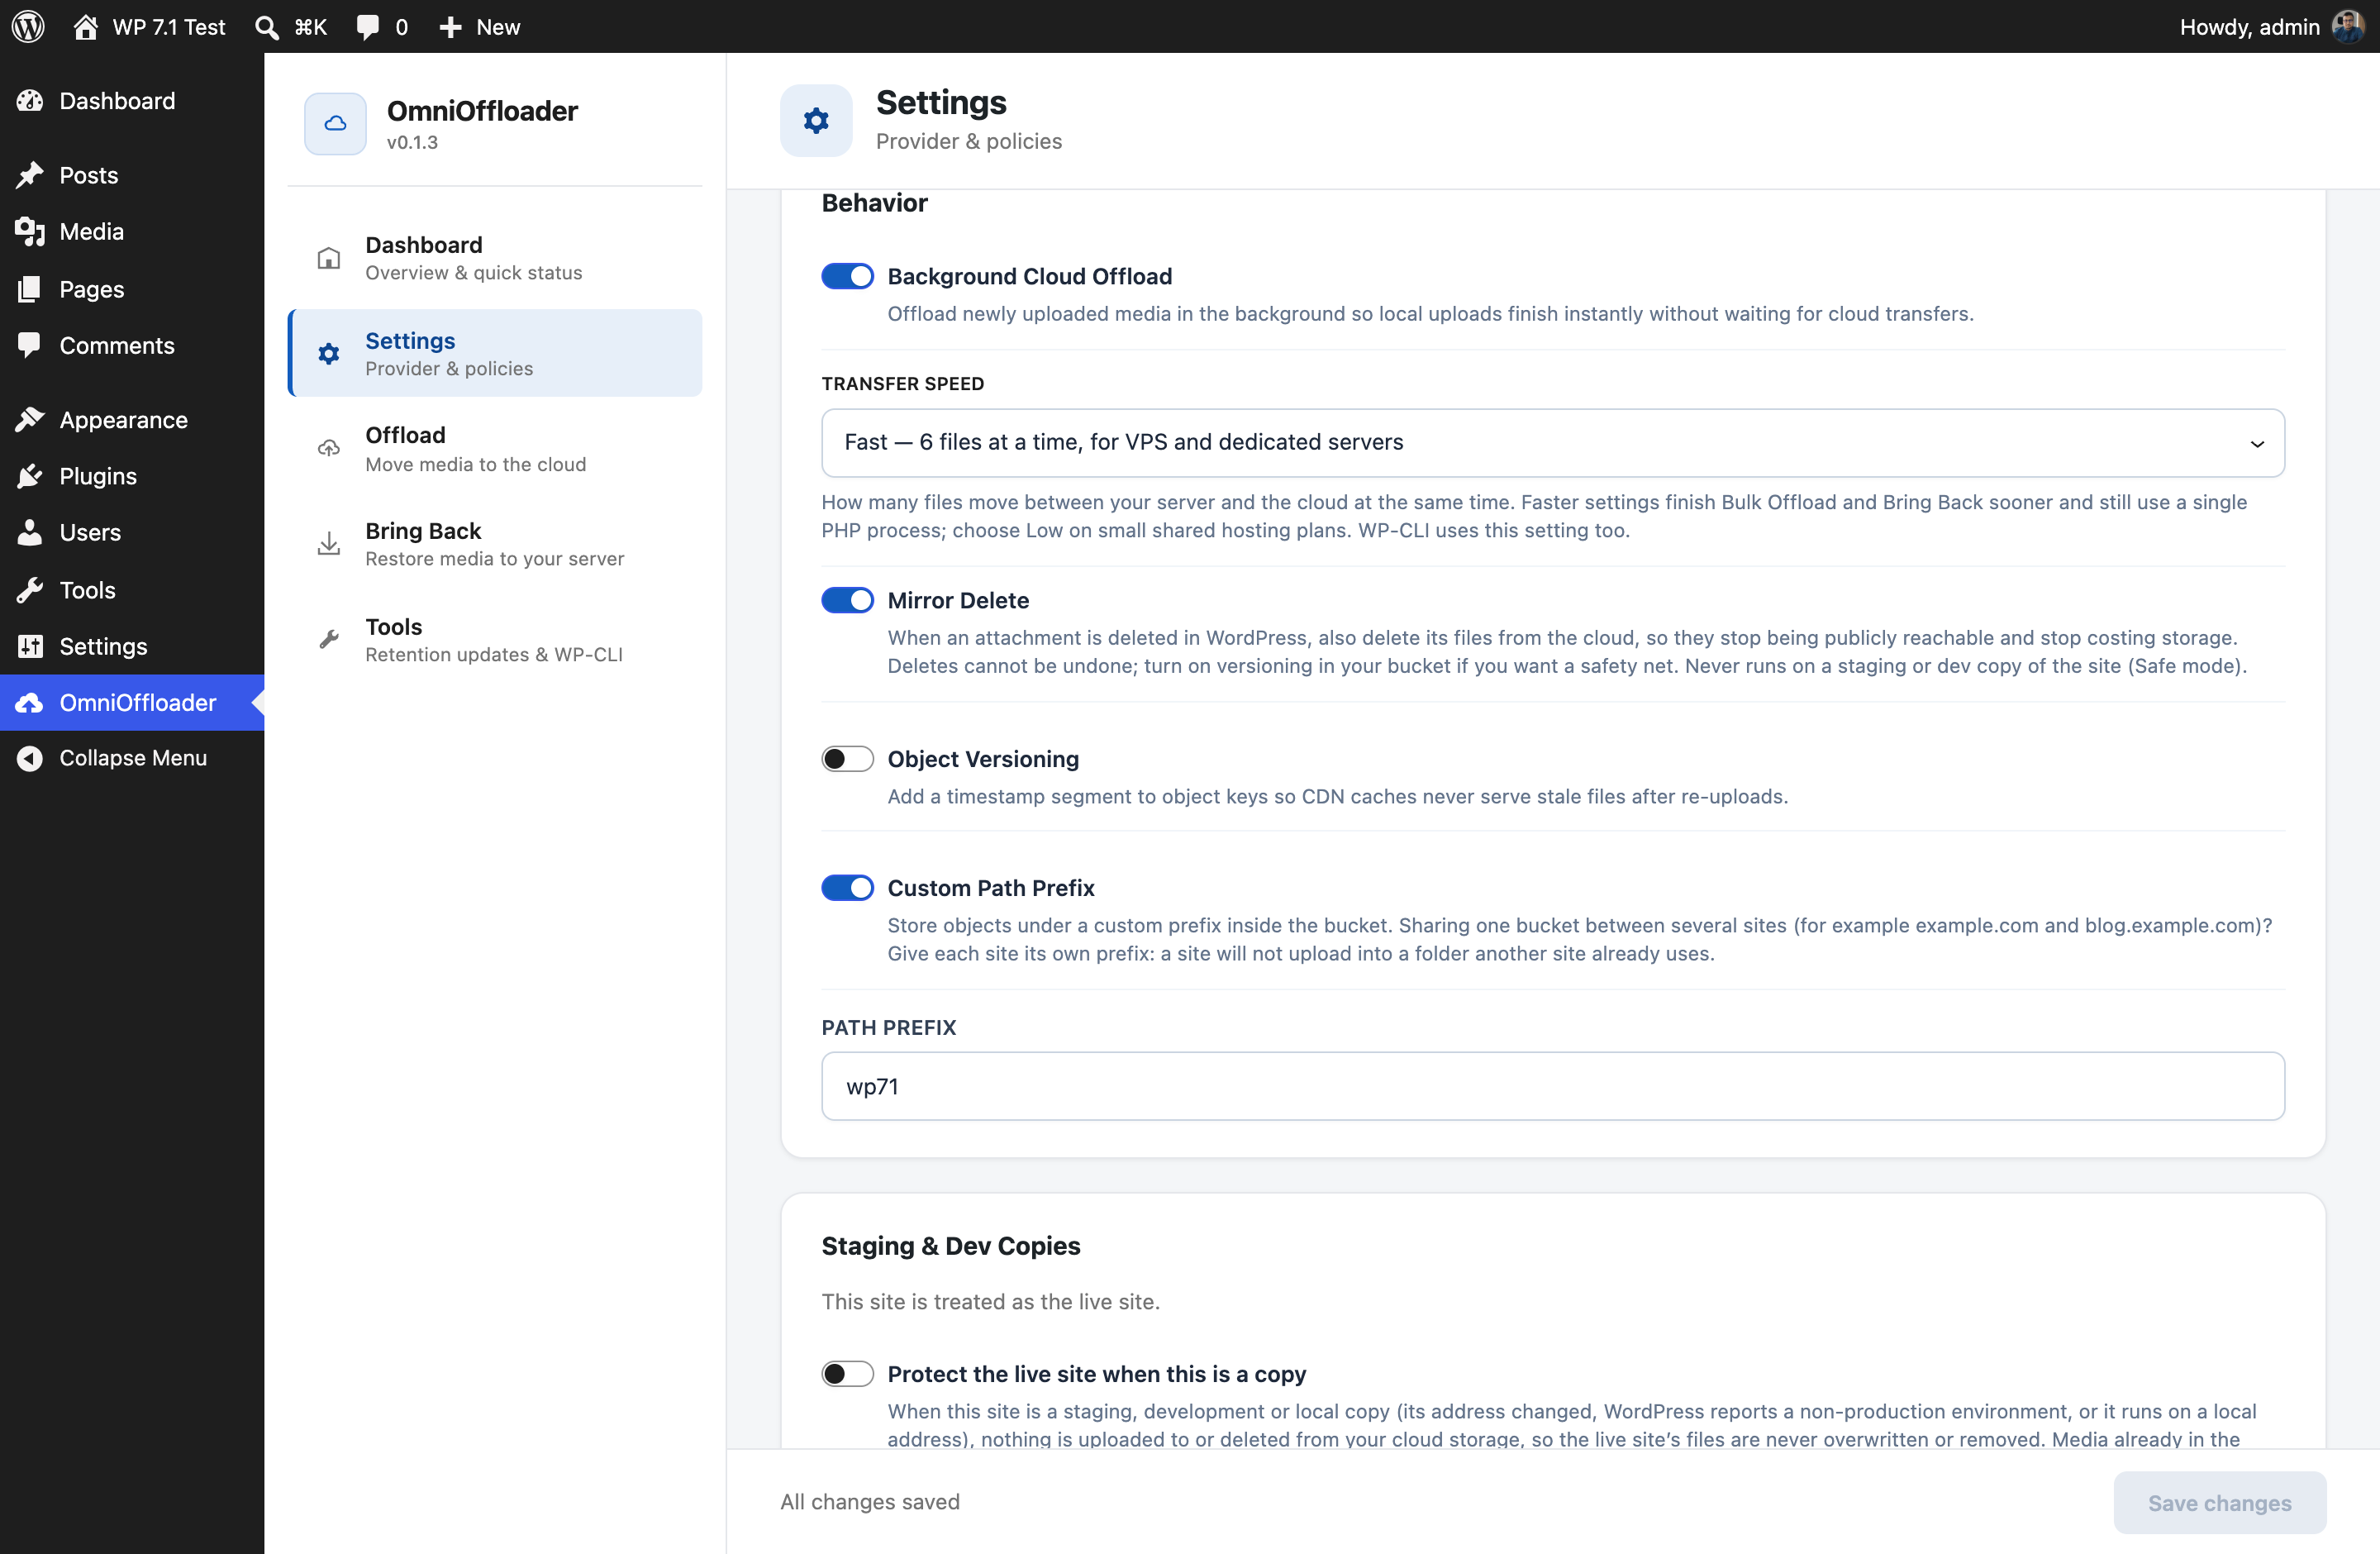 WP 7.1 Test
⌘K
0
New
Howdy, admin
Dashboard
Posts
Media
Pages
Comments
Appearance
Plugins
Users
Tools
Settings
OmniOffloader
Collapse Menu
OmniOffloader
v0.1.3
Dashboard
Overview & quick status
Settings
Provider & policies
Offload
Move media to the cloud
Bring Back
Restore media to your server
Tools
Retention updates & WP-CLI
Settings
Provider & policies
Behavior
Background Cloud Offload
Offload newly uploaded media in the background so local uploads finish instantly without waiting for cloud transfers.
TRANSFER SPEED
Fast — 6 files at a time, for VPS and dedicated servers
How many files move between your server and the cloud at the same time. Faster settings finish Bulk Offload and Bring Back sooner and still use a single
PHP process; choose Low on small shared hosting plans. WP-CLI uses this setting too.
Mirror Delete
When an attachment is deleted in WordPress, also delete its files from the cloud, so they stop being publicly reachable and stop costing storage.
Deletes cannot be undone; turn on versioning in your bucket if you want a safety net. Never runs on a staging or dev copy of the site (Safe mode).
Object Versioning
Add a timestamp segment to object keys so CDN caches never serve stale files after re-uploads.
Custom Path Prefix
Store objects under a custom prefix inside the bucket. Sharing one bucket between several sites (for example example.com and blog.example.com)?
Give each site its own prefix: a site will not upload into a folder another site already uses.
PATH PREFIX
wp71
Staging & Dev Copies
This site is treated as the live site.
Protect the live site when this is a copy
When this site is a staging, development or local copy (its address changed, WordPress reports a non-production environment, or it runs on a local
address), nothing is uploaded to or deleted from your cloud storage, so the live site’s files are never overwritten or removed. Media already in the
All changes saved
Save changes